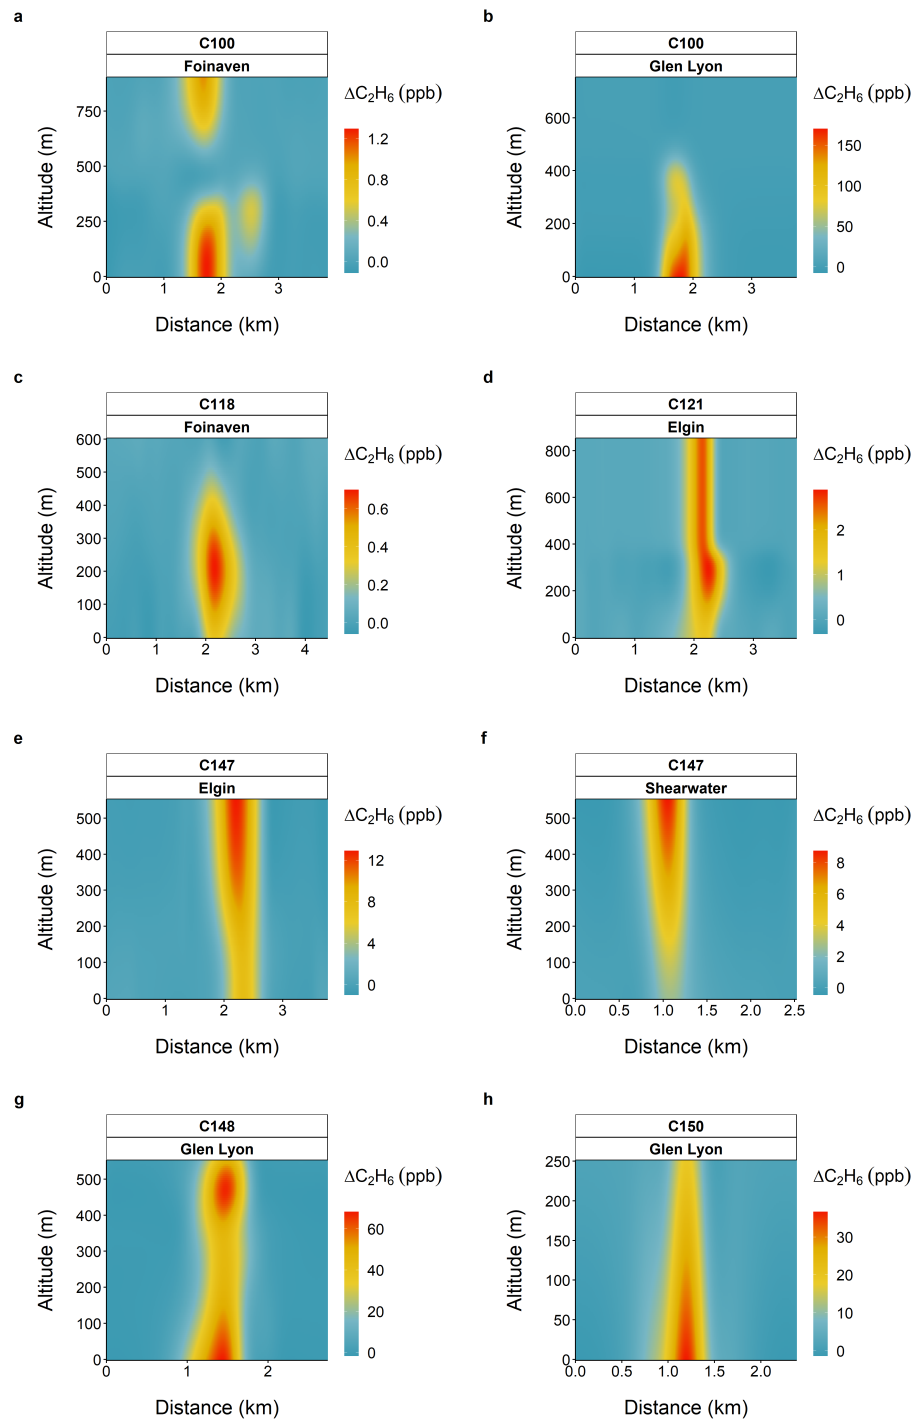 a
C100
Foinaven
ΔC₂H₆ (ppb)
Altitude (m)
750
500
250
0
1.2
0.8
0.4
0.0
0 1 2 3
Distance (km)
b
C100
Glen Lyon
ΔC₂H₆ (ppb)
Altitude (m)
600
400
200
0
150
100
50
0
0 1 2 3
Distance (km)
c
C118
Foinaven
ΔC₂H₆ (ppb)
Altitude (m)
600
500
400
300
200
100
0
0.6
0.4
0.2
0.0
0 1 2 3 4
Distance (km)
d
C121
Elgin
ΔC₂H₆ (ppb)
Altitude (m)
800
600
400
200
0
2
1
0
0 1 2 3
Distance (km)
e
C147
Elgin
ΔC₂H₆ (ppb)
Altitude (m)
500
400
300
200
100
0
12
8
4
0
0 1 2 3
Distance (km)
f
C147
Shearwater
ΔC₂H₆ (ppb)
Altitude (m)
500
400
300
200
100
0
8
6
4
2
0
0.0 0.5 1.0 1.5 2.0 2.5
Distance (km)
g
C148
Glen Lyon
ΔC₂H₆ (ppb)
Altitude (m)
500
400
300
200
100
0
60
40
20
0
0 1 2
Distance (km)
h
C150
Glen Lyon
ΔC₂H₆ (ppb)
Altitude (m)
250
200
150
100
50
0
30
20
10
0
0.0 0.5 1.0 1.5 2.0
Distance (km)